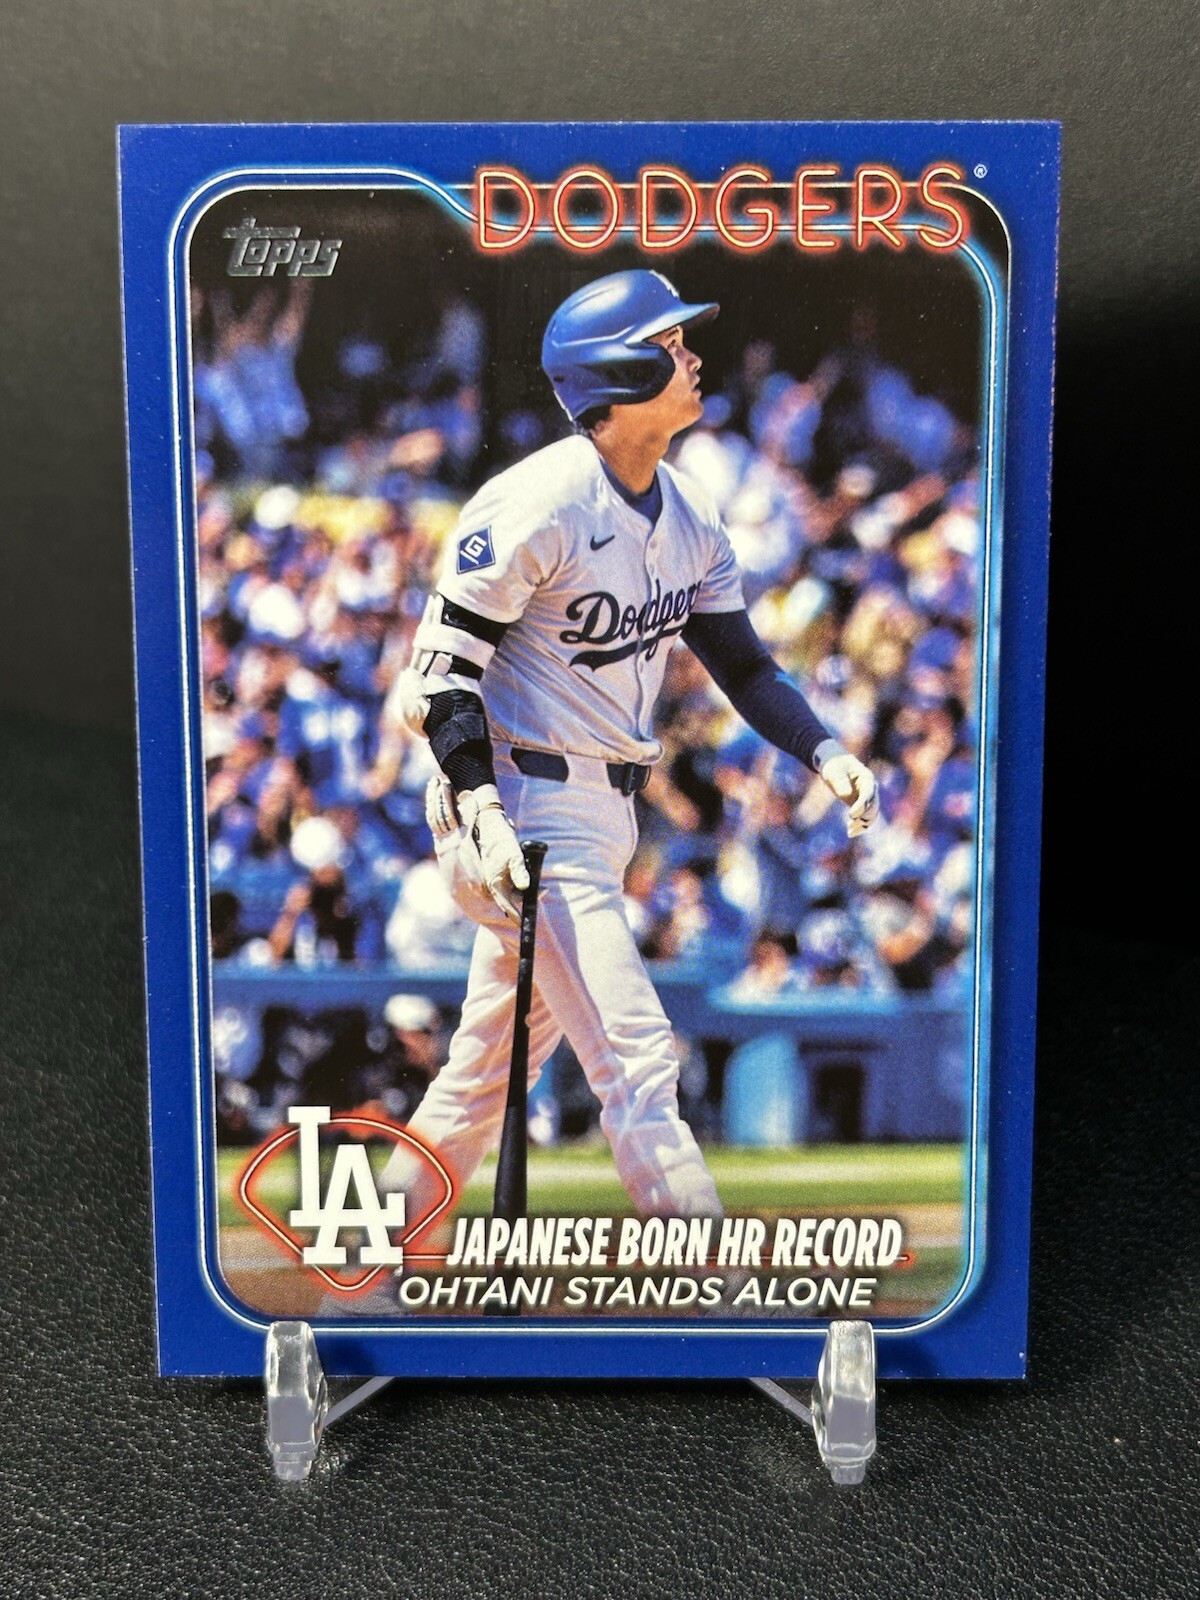 DODGERS®
Topps
Dodgers
LA
JAPANESE BORN HR RECORD
OHTANI STANDS ALONE